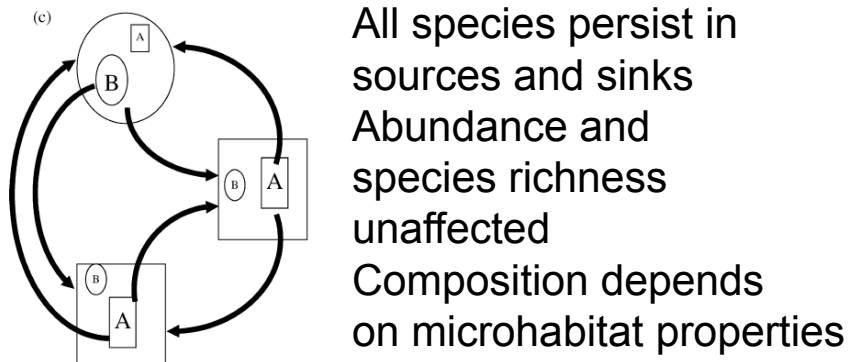 (c)
A
B
B
A
B
A
All species persist in
sources and sinks
Abundance and
species richness
unaffected
Composition depends
on microhabitat properties